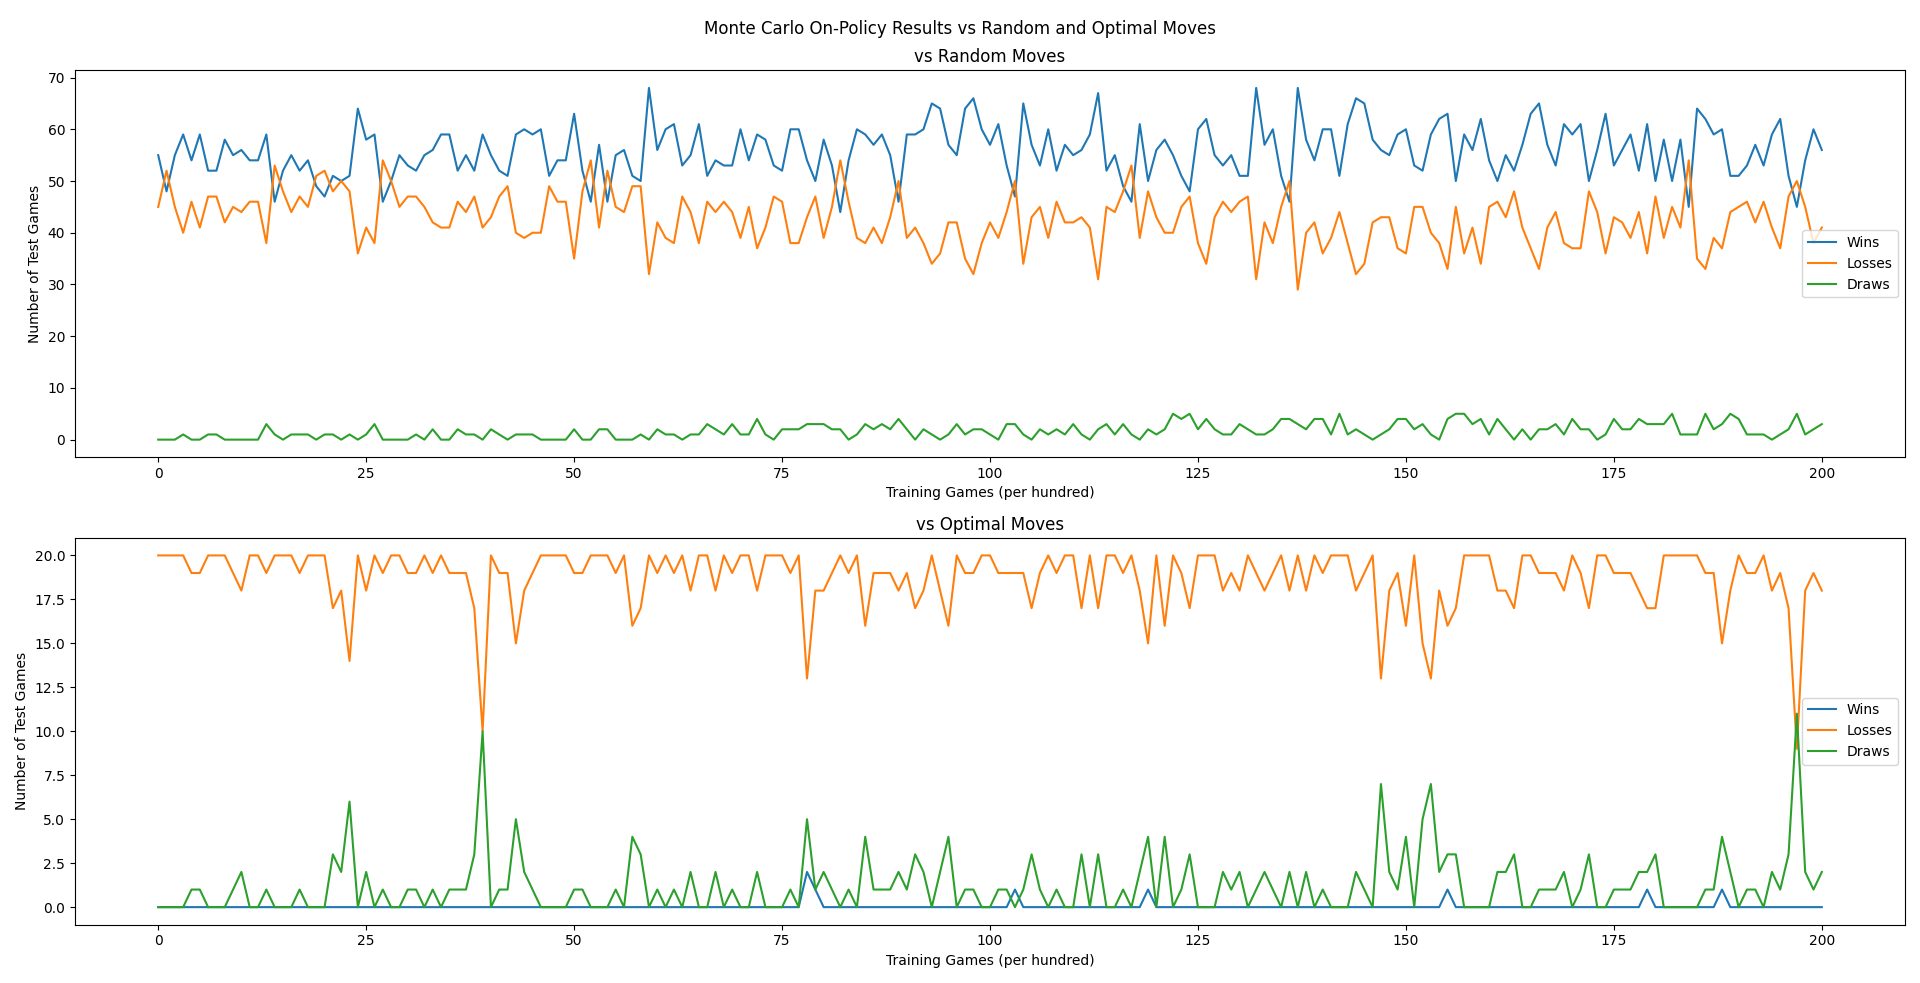 Monte Carlo On-Policy Results vs Random and Optimal Moves
vs Random Moves
70
60
50
40
30
20
10
0
Number of Test Games
Wins
Losses
Draws
0 25 50 75 100 125 150 175 200
Training Games (per hundred)
vs Optimal Moves
20.0
17.5
15.0
12.5
10.0
7.5
5.0
2.5
0.0
Number of Test Games
Wins
Losses
Draws
0 25 50 75 100 125 150 175 200
Training Games (per hundred)